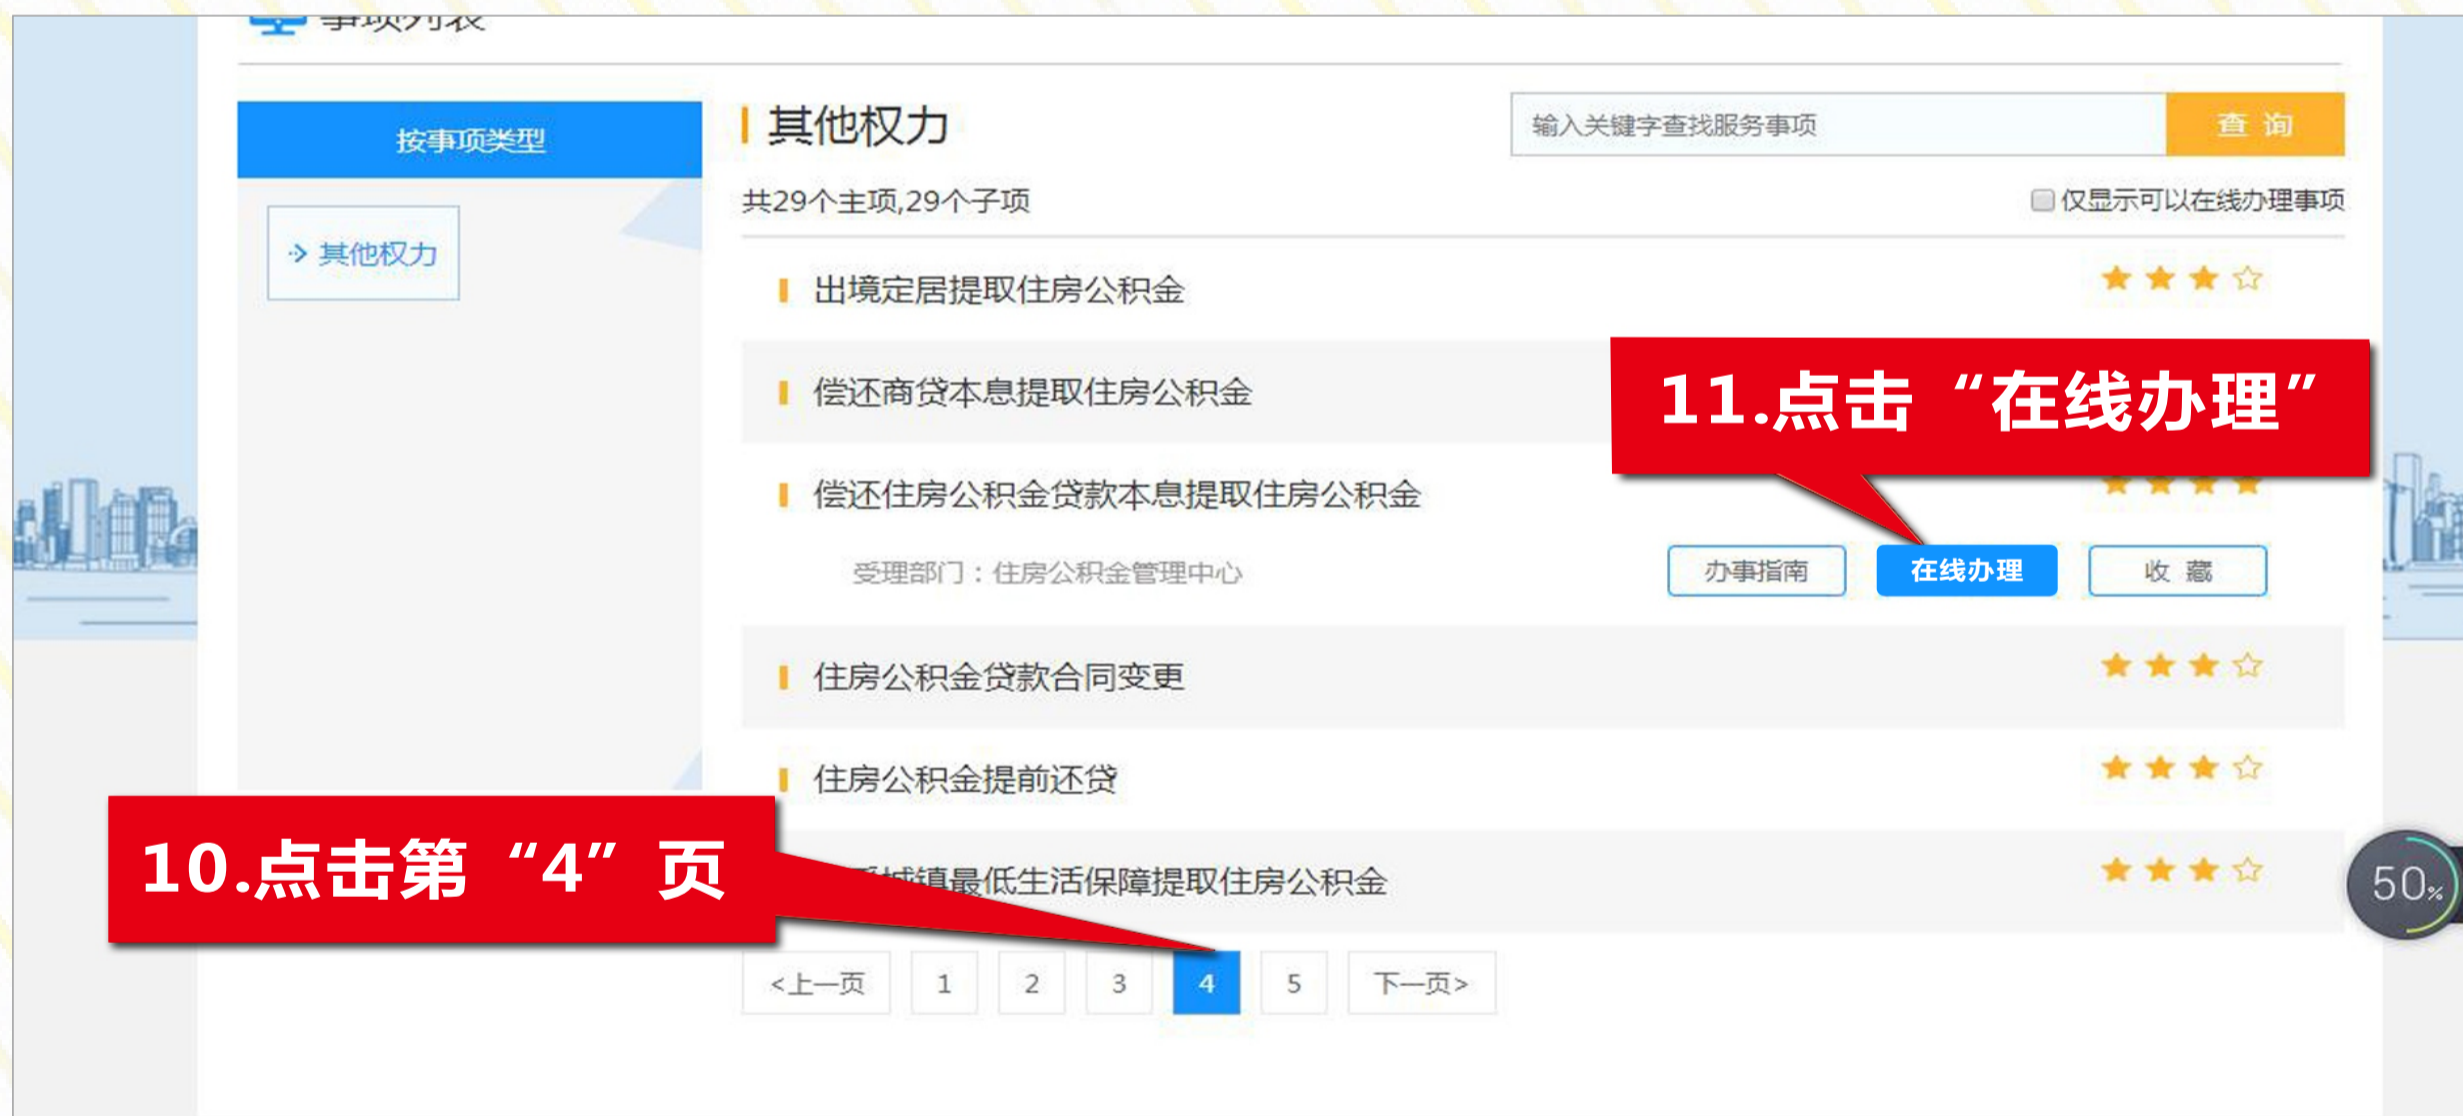 事项列表
按事项类型
其他权力
其他权力
输入关键字查找服务事项
查 询
共29个主项,29个子项
仅显示可以在线办理事项
出境定居提取住房公积金
偿还商贷本息提取住房公积金
11.点击“在线办理”
偿还住房公积金贷款本息提取住房公积金
受理部门：住房公积金管理中心
办事指南
在线办理
收 藏
住房公积金贷款合同变更
住房公积金提前还贷
10.点击第“4”页
城镇最低生活保障提取住房公积金
50%
<上一页 1 2 3 4 5 下一页>